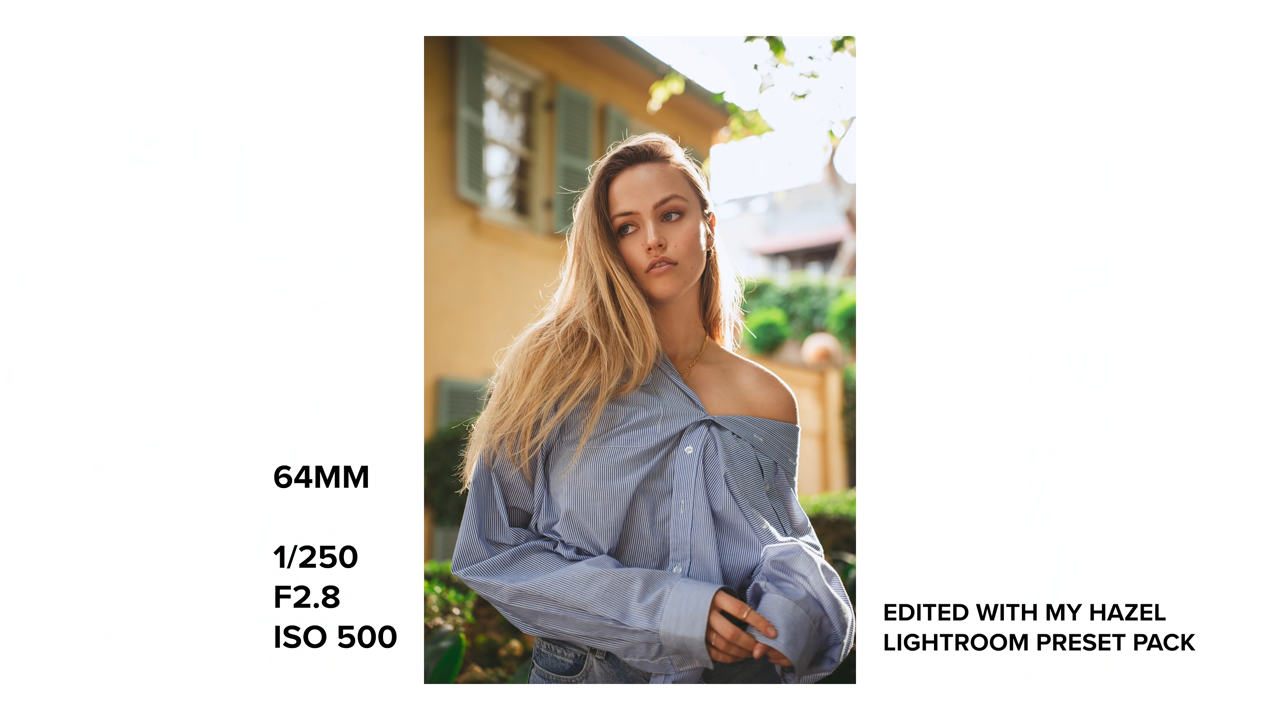 64MM
1/250
F2.8
ISO 500
EDITED WITH MY HAZEL
LIGHTROOM PRESET PACK